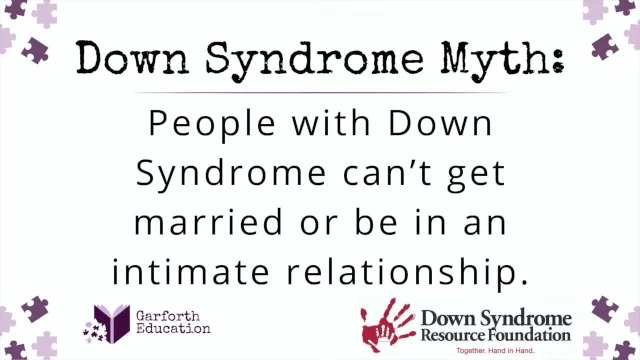 Down Syndrome Myth:
People with Down
Syndrome can’t get
married or be in an
intimate relationship.
Garforth
Education
Down Syndrome
Resource Foundation
Together. Hand in Hand.